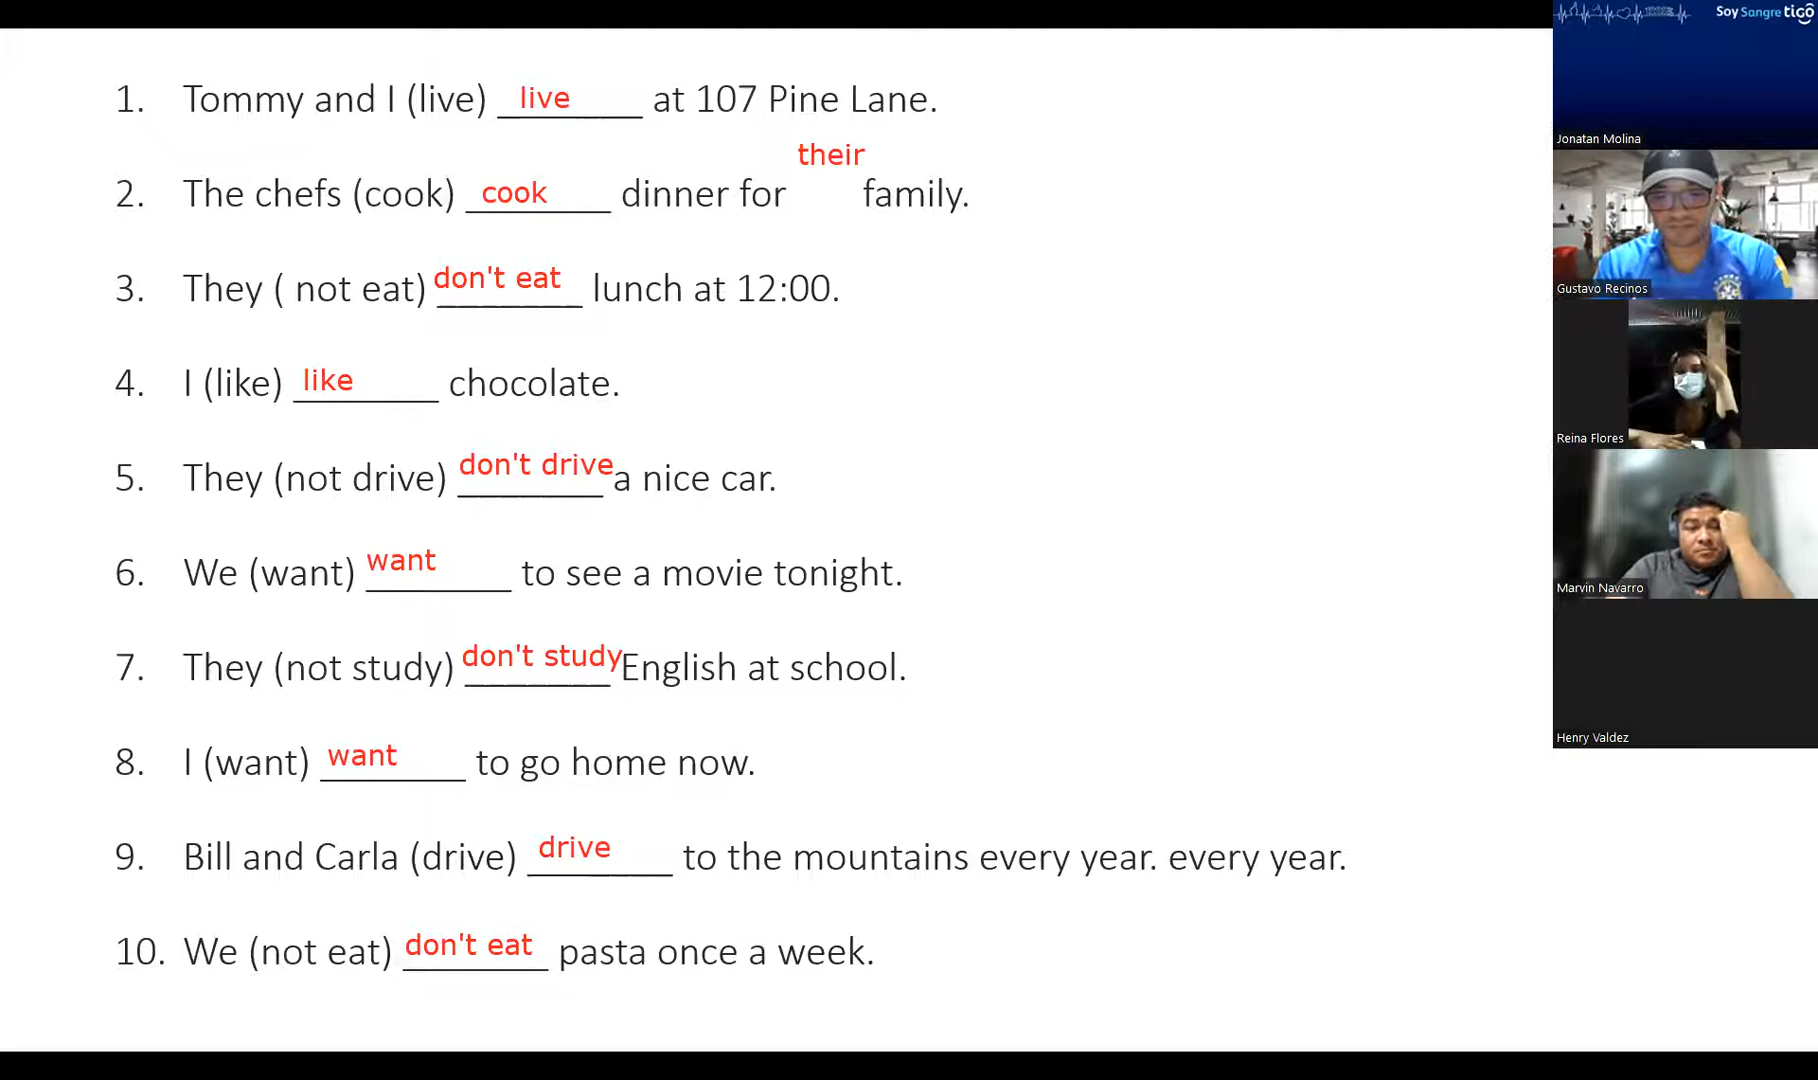 1. Tommy and I (live) live at 107 Pine Lane.
their
2. The chefs (cook) cook dinner for family.
3. They ( not eat) don't eat lunch at 12:00.
4. I (like) like chocolate.
5. They (not drive) don't drive a nice car.
6. We (want) want to see a movie tonight.
7. They (not study) don't study English at school.
8. I (want) want to go home now.
9. Bill and Carla (drive) drive to the mountains every year. every year.
10. We (not eat) don't eat pasta once a week.
Soy Sangre tigo
Jonatan Molina
Gustavo Recinos
Reina Flores
Marvin Navarro
Henry Valdez